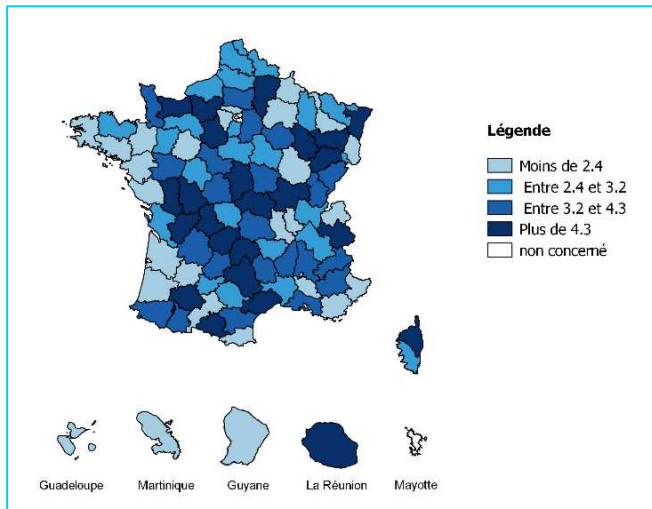 Légende
Moins de 2.4
Entre 2.4 et 3.2
Entre 3.2 et 4.3
Plus de 4.3
non concerné
Guadeloupe
Martinique
Guyane
La Réunion
Mayotte